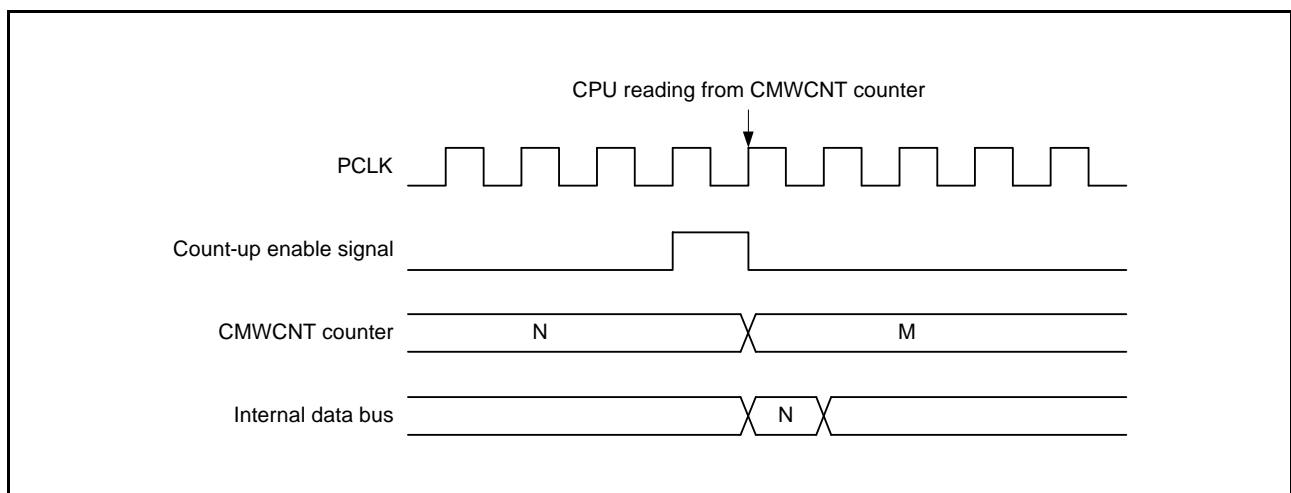 CPU reading from CMWCNT counter
PCLK
Count-up enable signal
CMWCNT counter
N
M
Internal data bus
N